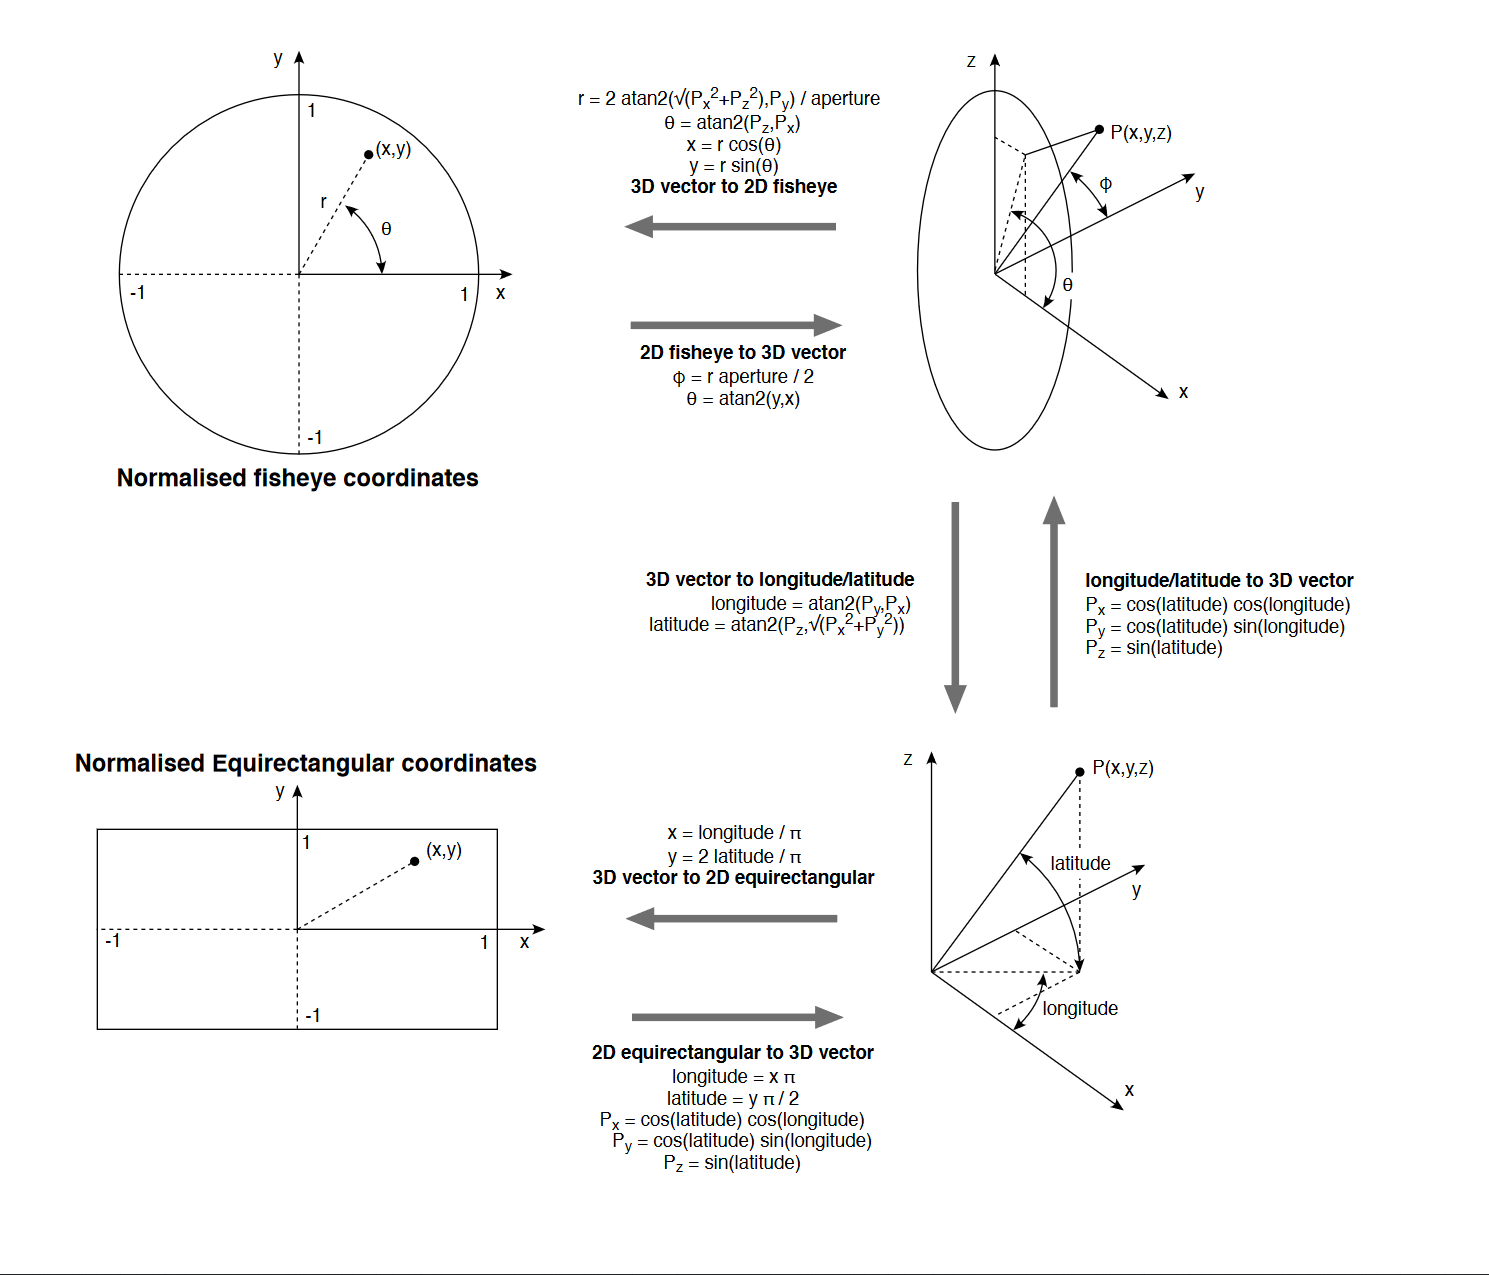 y
1
(x,y)
r
θ
-1
1
x
-1
Normalised fisheye coordinates
r = 2 atan2(√(Px²+Pz²),Py) / aperture
θ = atan2(Pz,Px)
x = r cos(θ)
y = r sin(θ)
3D vector to 2D fisheye
2D fisheye to 3D vector
ϕ = r aperture / 2
θ = atan2(y,x)
z
P(x,y,z)
ϕ
y
θ
x
3D vector to longitude/latitude
longitude = atan2(Py,Px)
latitude = atan2(Pz,√(Px²+Py²))
longitude/latitude to 3D vector
Px = cos(latitude) cos(longitude)
Py = cos(latitude) sin(longitude)
Pz = sin(latitude)
Normalised Equirectangular coordinates
y
1
(x,y)
-1
1
x
-1
x = longitude / π
y = 2 latitude / π
3D vector to 2D equirectangular
2D equirectangular to 3D vector
longitude = x π
latitude = y π / 2
Px = cos(latitude) cos(longitude)
Py = cos(latitude) sin(longitude)
Pz = sin(latitude)
z
P(x,y,z)
latitude
y
longitude
x